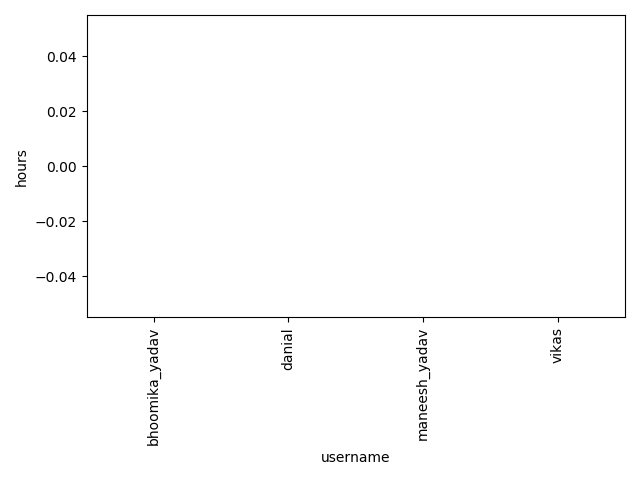 0.04
0.02
0.00
−0.02
−0.04
hours
bhoomika_yadav
danial
maneesh_yadav
vikas
username